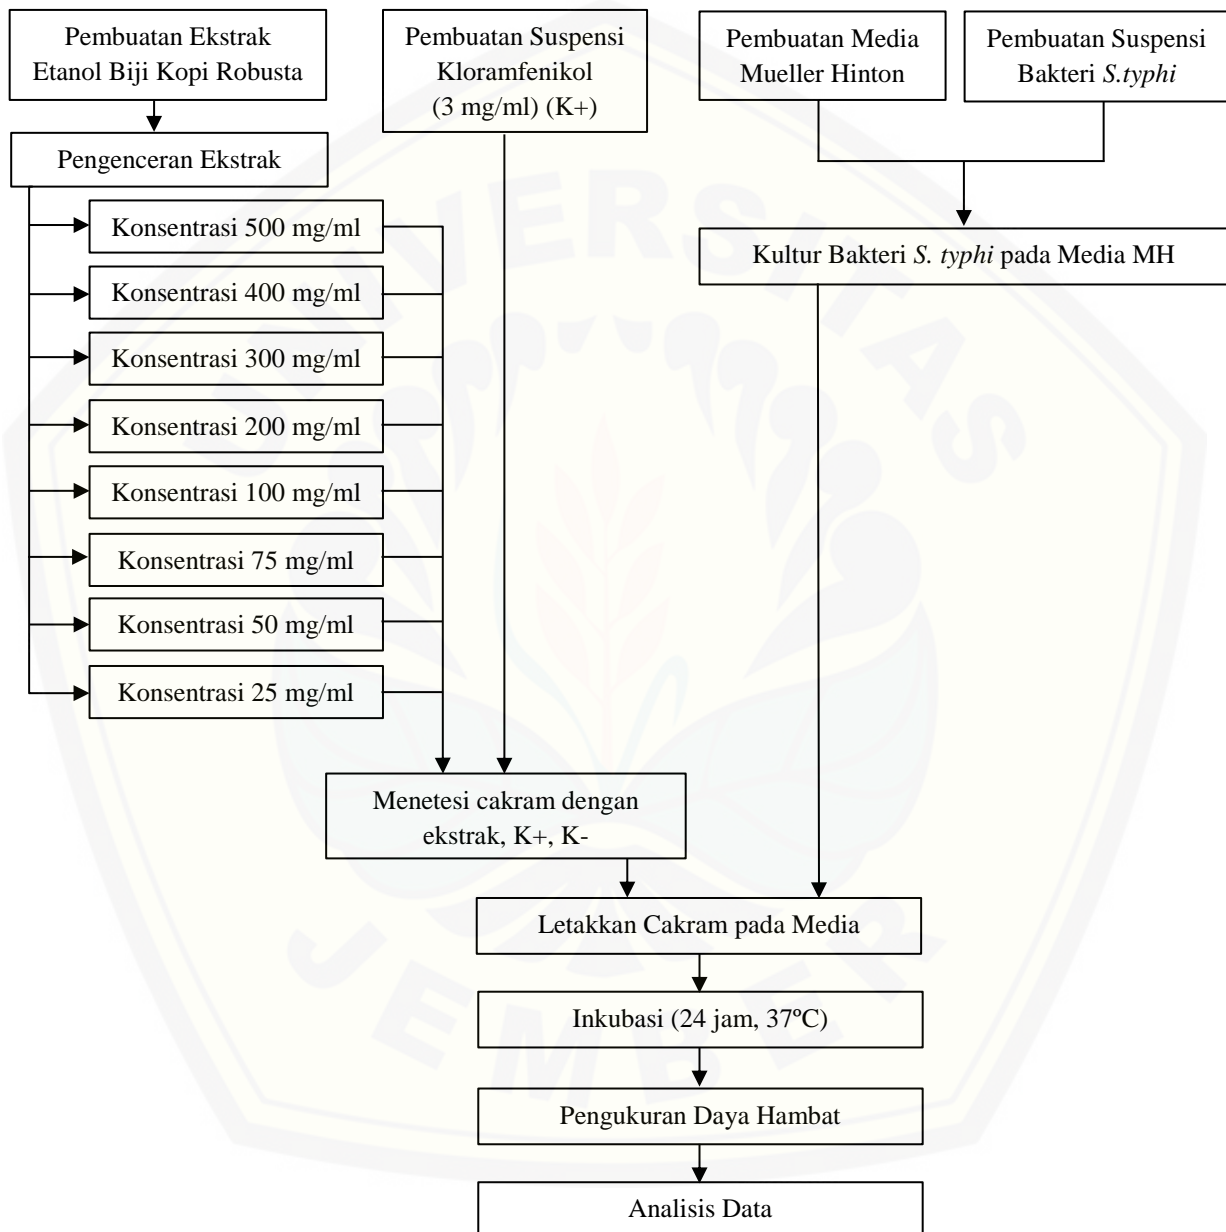 Pembuatan Ekstrak
Etanol Biji Kopi Robusta
Pembuatan Suspensi
Kloramfenikol
(3 mg/ml) (K+)
Pembuatan Media
Mueller Hinton
Pembuatan Suspensi
Bakteri S.typhi
Pengenceran Ekstrak
Konsentrasi 500 mg/ml
Konsentrasi 400 mg/ml
Konsentrasi 300 mg/ml
Konsentrasi 200 mg/ml
Konsentrasi 100 mg/ml
Konsentrasi 75 mg/ml
Konsentrasi 50 mg/ml
Konsentrasi 25 mg/ml
Kultur Bakteri S. typhi pada Media MH
Menetesi cakram dengan
ekstrak, K+, K-
Letakkan Cakram pada Media
Inkubasi (24 jam, 37ºC)
Pengukuran Daya Hambat
Analisis Data
UNIVERSITAS
JEMBER